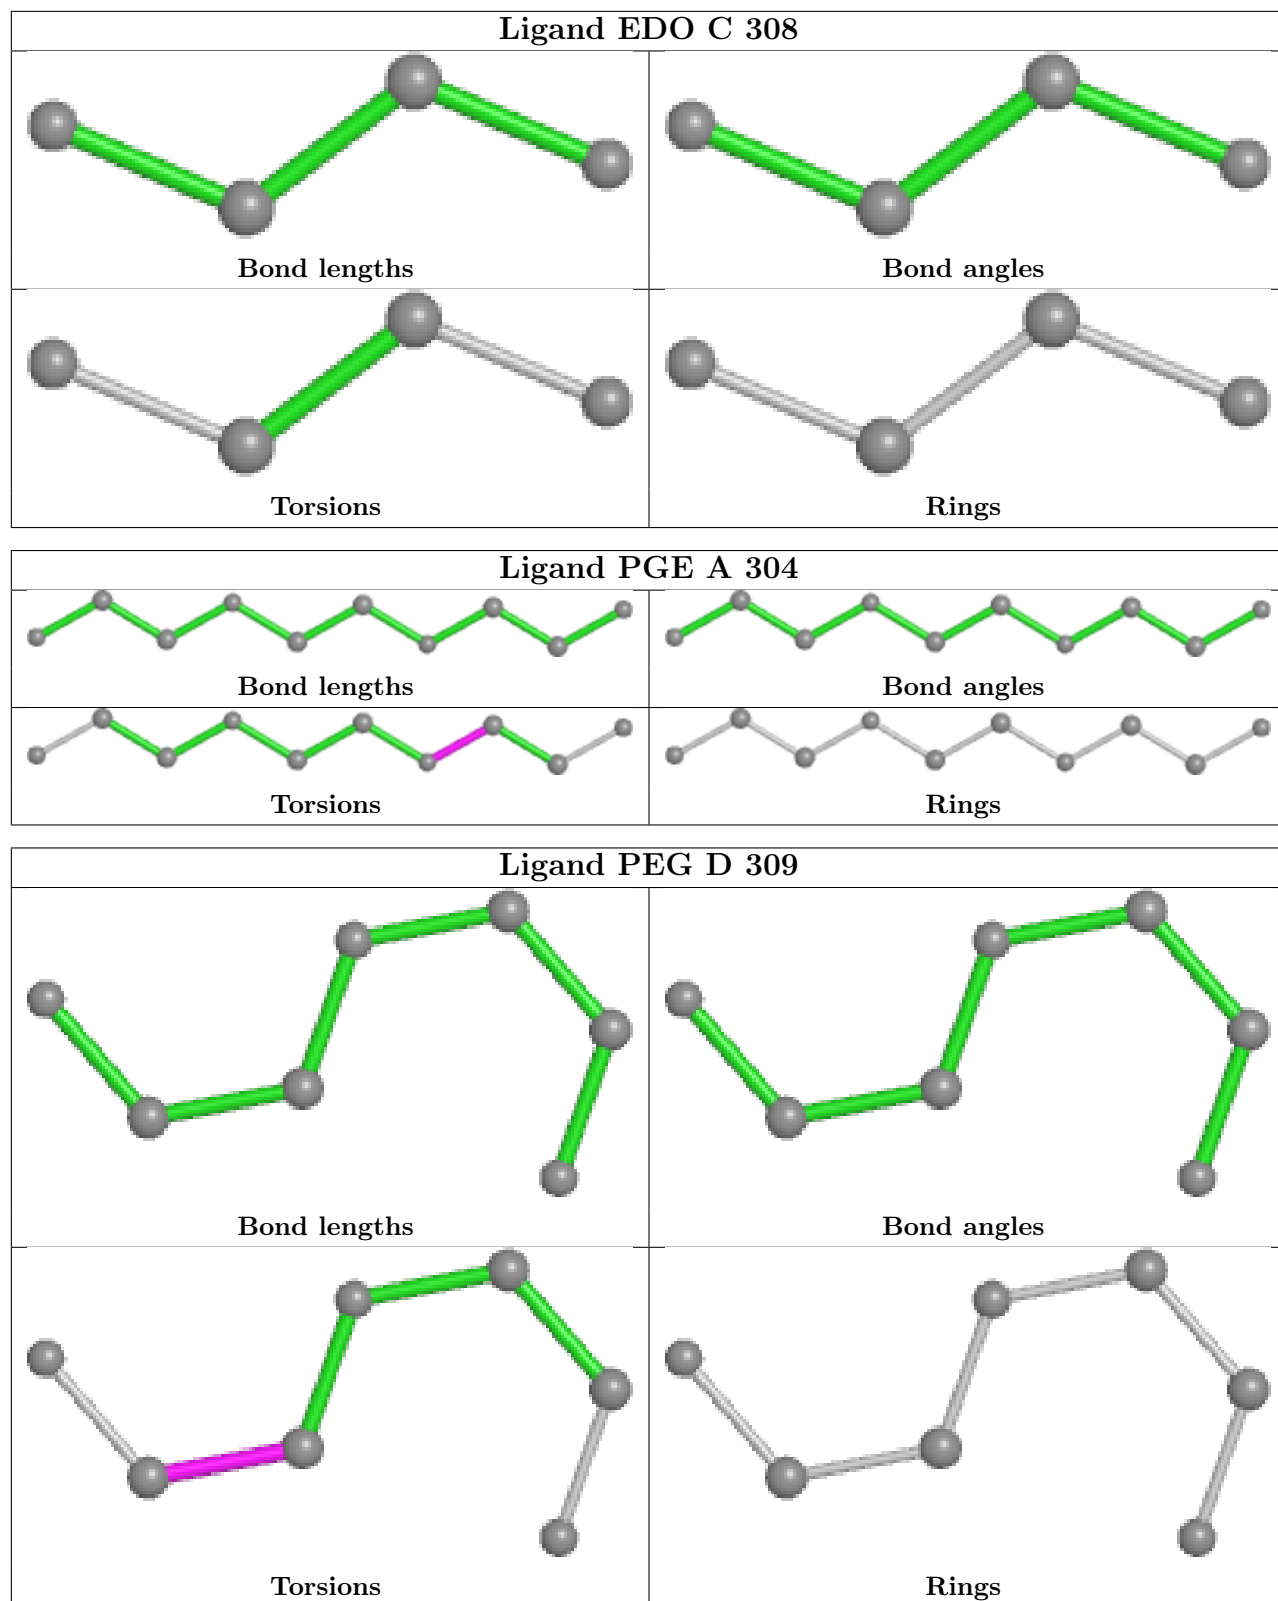 Ligand EDO C 308
Bond lengths
Bond angles
Torsions
Rings
Ligand PGE A 304
Bond lengths
Bond angles
Torsions
Rings
Ligand PEG D 309
Bond lengths
Bond angles
Torsions
Rings